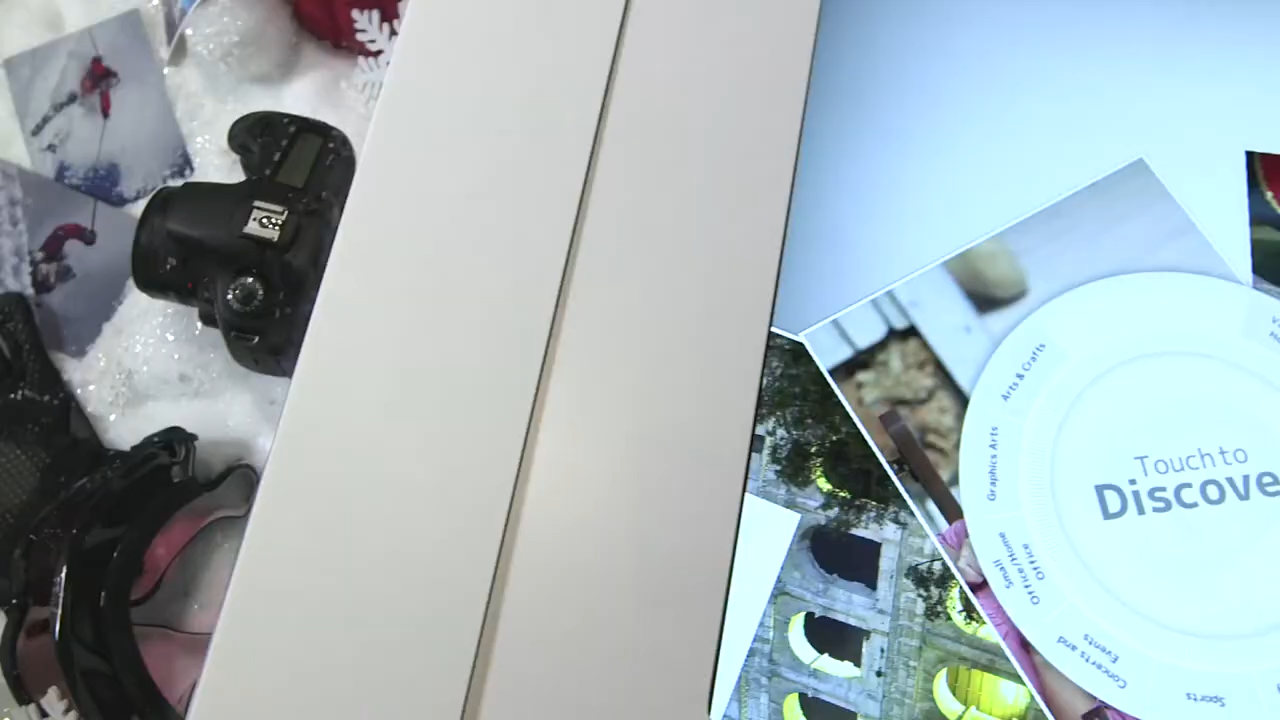 Touch to
Discove
Arts & Crafts
Graphics Arts
Small
Office/Home
Office
Concerts and
Events
Sports